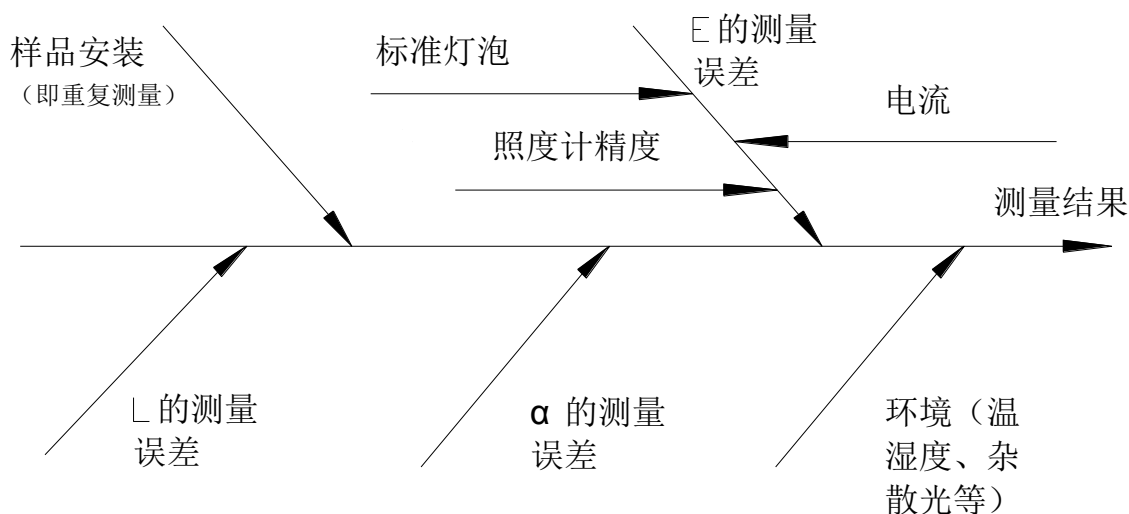 样品安装
（即重复测量）
标准灯泡
E的测量
误差
电流
照度计精度
测量结果
L的测量
误差
α 的测量
误差
环境（温
湿度、杂
散光等）